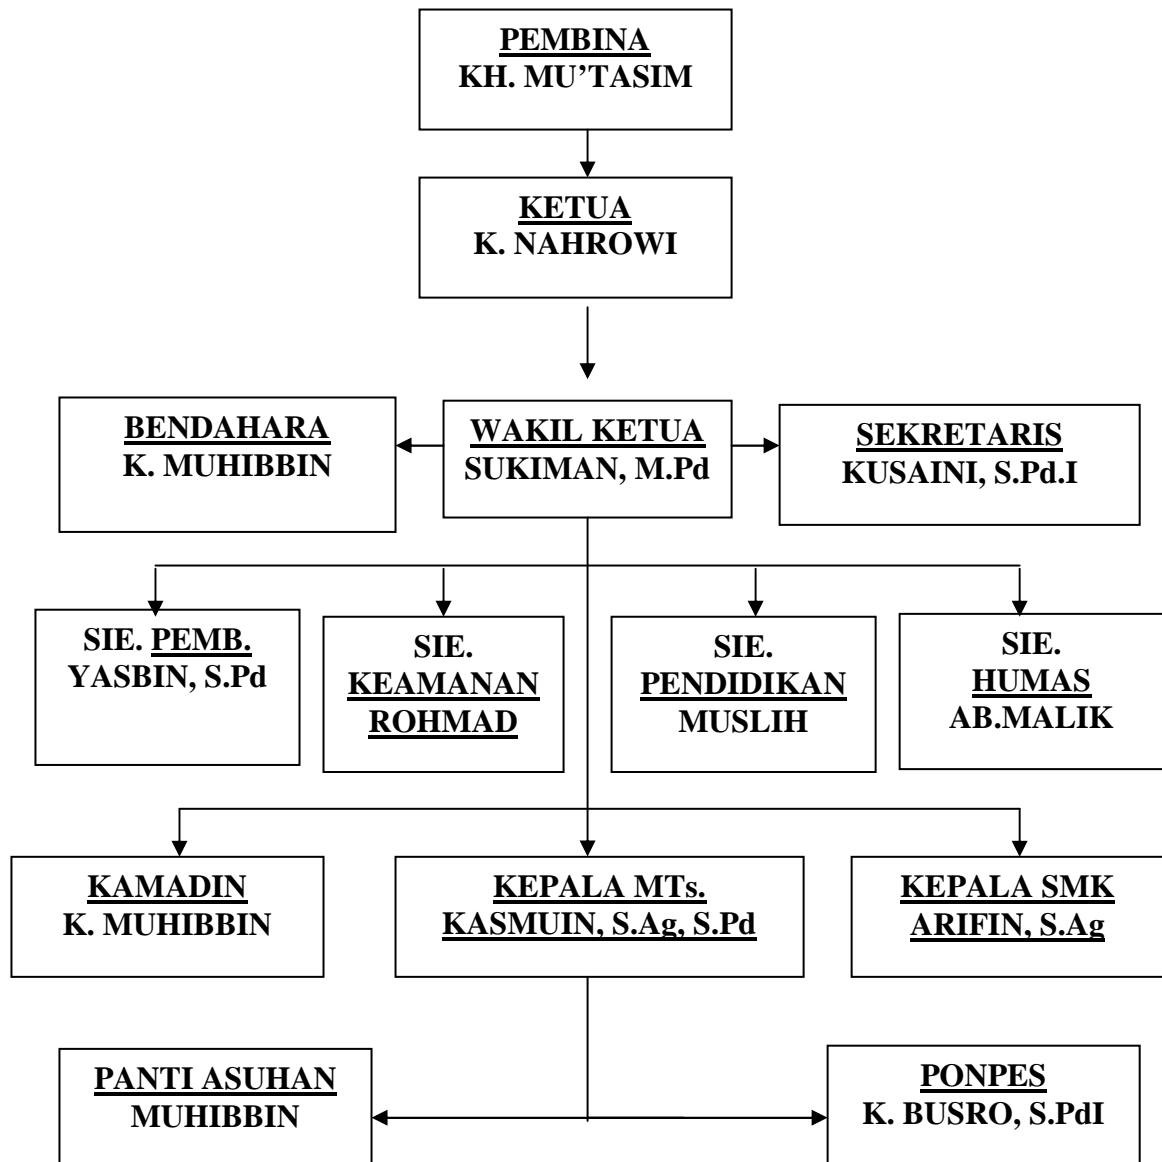 PEMBINA
KH. MU’TASIM
KETUA
K. NAHROWI
BENDAHARA
K. MUHIBBIN
WAKIL KETUA
SUKIMAN, M.Pd
SEKRETARIS
KUSAINI, S.Pd.I
SIE. PEMB.
YASBIN, S.Pd
SIE.
KEAMANAN
ROHMAD
SIE.
PENDIDIKAN
MUSLIH
SIE.
HUMAS
AB.MALIK
KAMADIN
K. MUHIBBIN
KEPALA MTs.
KASMUIN, S.Ag, S.Pd
KEPALA SMK
ARIFIN, S.Ag
PANTI ASUHAN
MUHIBBIN
PONPES
K. BUSRO, S.PdI